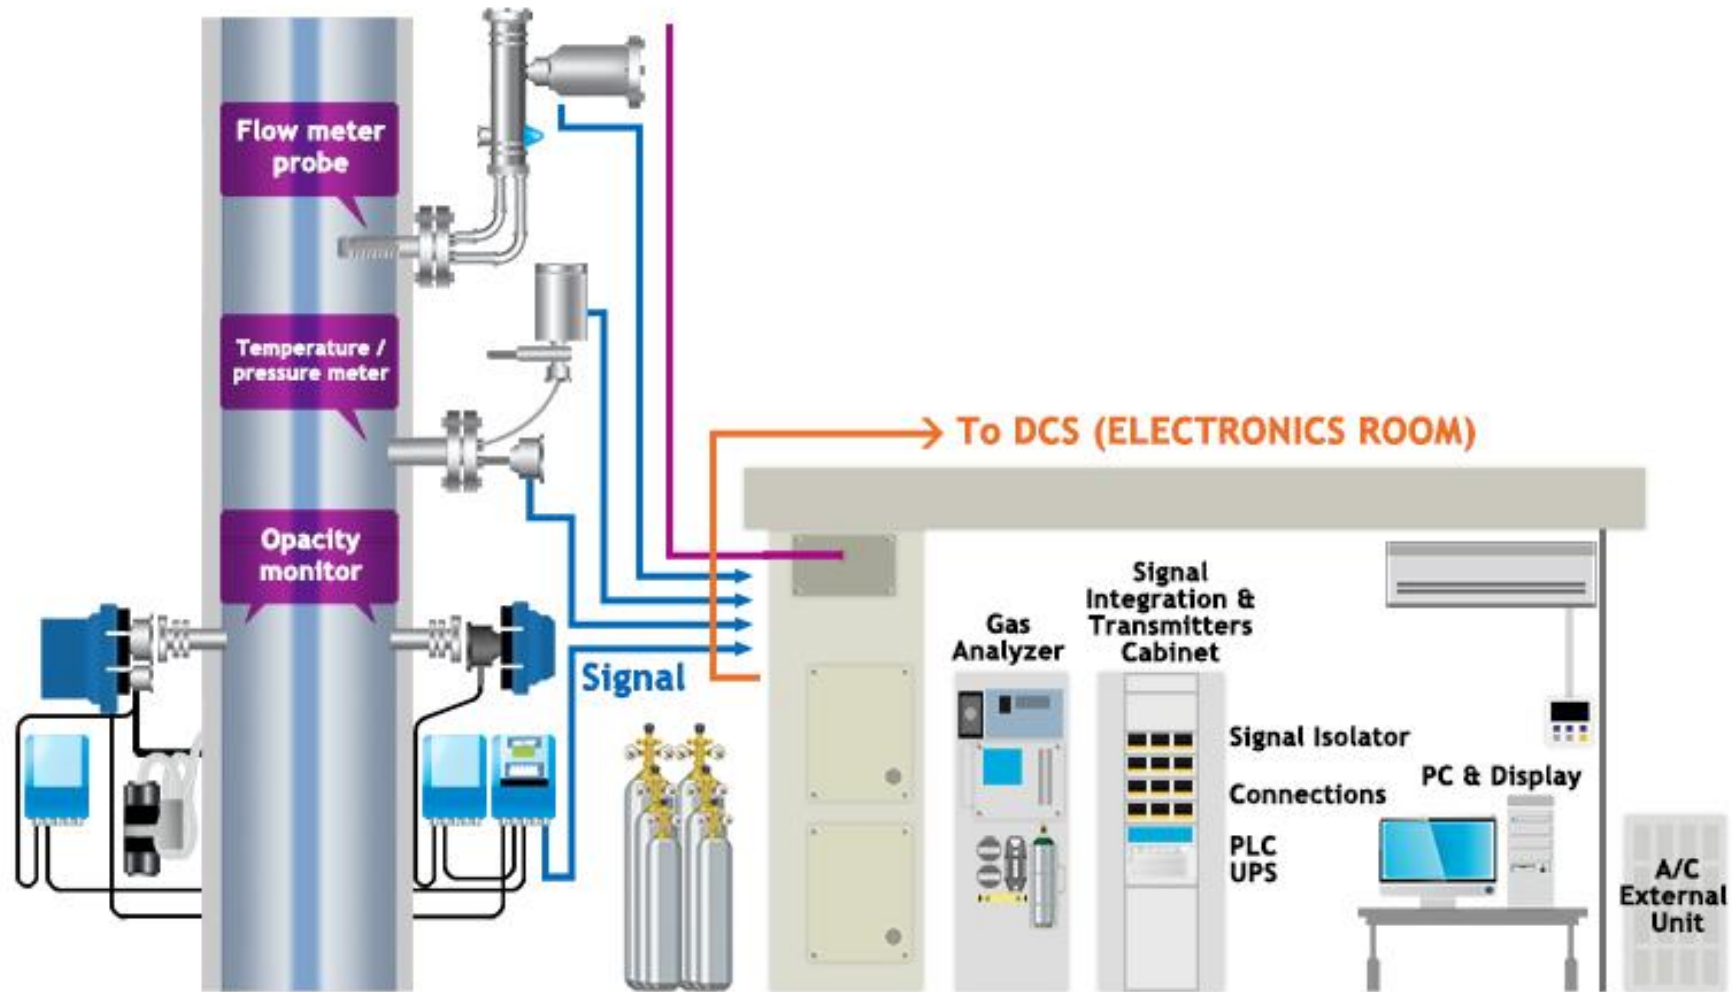 Flow meter
probe
Temperature /
pressure meter
Opacity
monitor
Signal
To DCS (ELECTRONICS ROOM)
Gas
Analyzer
Signal
Integration &
Transmitters
Cabinet
Signal Isolator
Connections
PLC
UPS
PC & Display
A/C
External
Unit